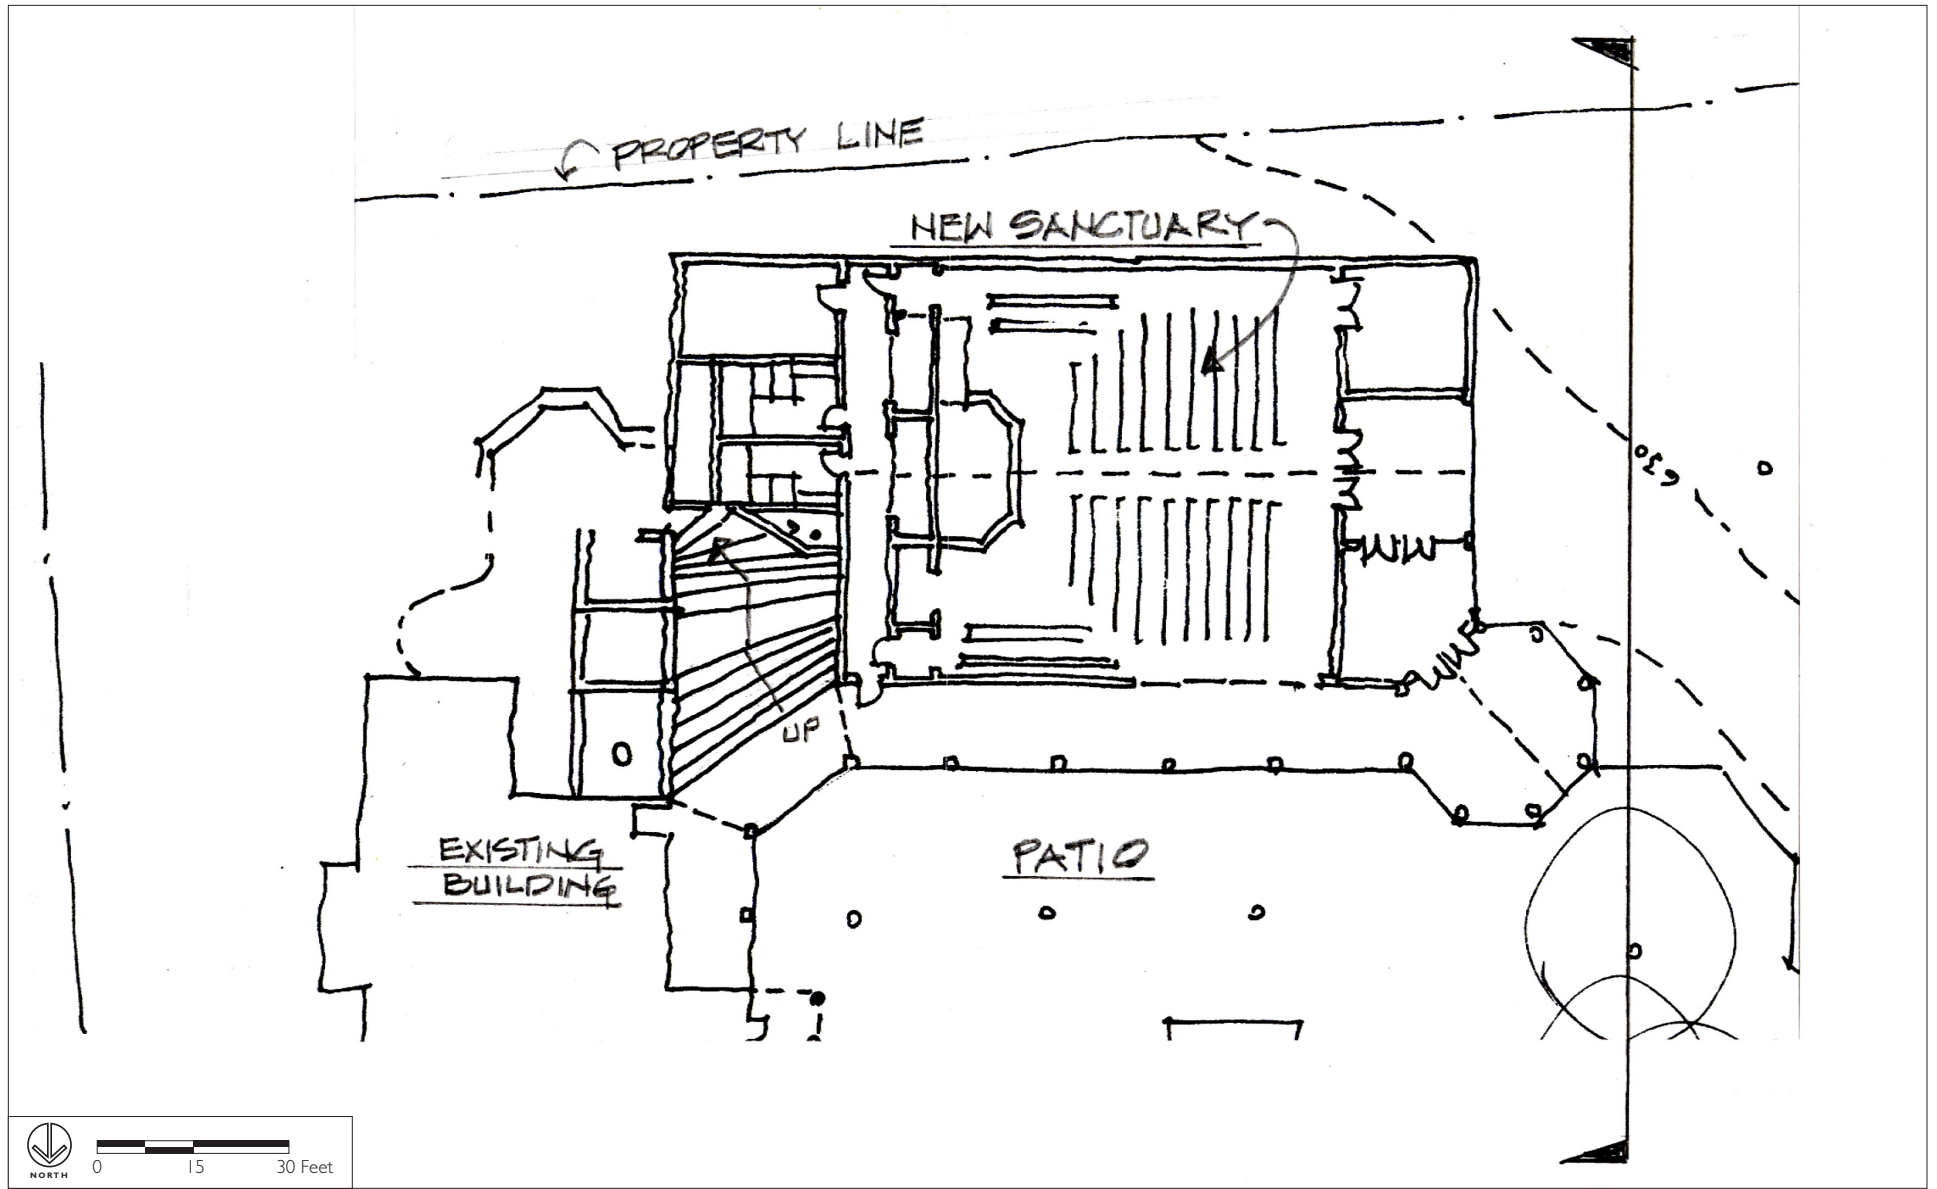 PROPERTY LINE
NEW SANCTUARY
630
UP
EXISTING
BUILDING
PATIO
NORTH
0 15 30 Feet